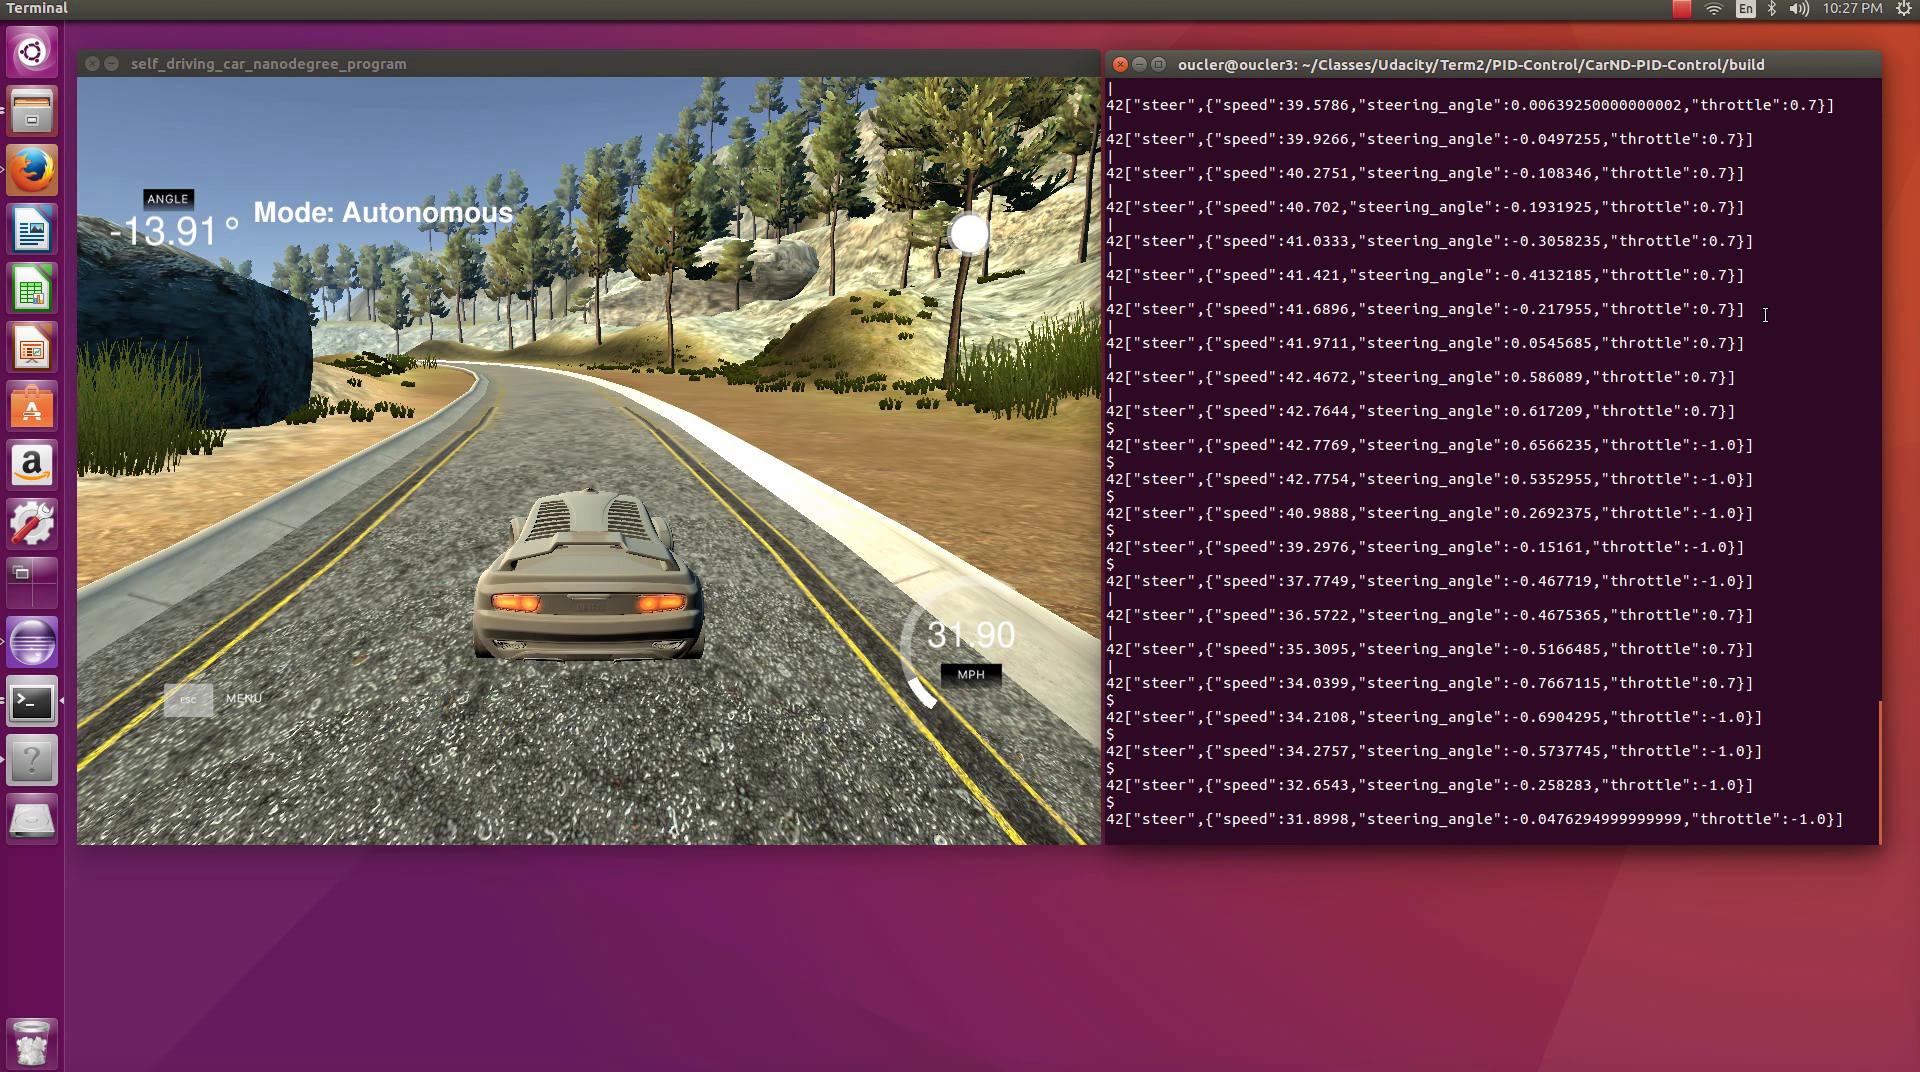 Terminal
En
10:27 PM
self_driving_car_nanodegree_program
ANGLE
-13.91°
Mode: Autonomous
31.90
MPH
ESC
MENU
a
oucler@oucler3: ~/Classes/Udacity/Term2/PID-Control/CarND-PID-Control/build
|
42["steer",{"speed":39.5786,"steering_angle":0.00639250000000002,"throttle":0.7}]
|
42["steer",{"speed":39.9266,"steering_angle":-0.0497255,"throttle":0.7}]
|
42["steer",{"speed":40.2751,"steering_angle":-0.108346,"throttle":0.7}]
|
42["steer",{"speed":40.702,"steering_angle":-0.1931925,"throttle":0.7}]
|
42["steer",{"speed":41.0333,"steering_angle":-0.3058235,"throttle":0.7}]
|
42["steer",{"speed":41.421,"steering_angle":-0.4132185,"throttle":0.7}]
|
42["steer",{"speed":41.6896,"steering_angle":-0.217955,"throttle":0.7}]
|
42["steer",{"speed":41.9711,"steering_angle":0.0545685,"throttle":0.7}]
|
42["steer",{"speed":42.4672,"steering_angle":0.586089,"throttle":0.7}]
|
42["steer",{"speed":42.7644,"steering_angle":0.617209,"throttle":0.7}]
$
42["steer",{"speed":42.7769,"steering_angle":0.6566235,"throttle":-1.0}]
$
42["steer",{"speed":42.7754,"steering_angle":0.5352955,"throttle":-1.0}]
$
42["steer",{"speed":40.9888,"steering_angle":0.2692375,"throttle":-1.0}]
$
42["steer",{"speed":39.2976,"steering_angle":-0.15161,"throttle":-1.0}]
$
42["steer",{"speed":37.7749,"steering_angle":-0.467719,"throttle":-1.0}]
|
42["steer",{"speed":36.5722,"steering_angle":-0.4675365,"throttle":0.7}]
|
42["steer",{"speed":35.3095,"steering_angle":-0.5166485,"throttle":0.7}]
|
42["steer",{"speed":34.0399,"steering_angle":-0.7667115,"throttle":0.7}]
$
42["steer",{"speed":34.2108,"steering_angle":-0.6904295,"throttle":-1.0}]
$
42["steer",{"speed":34.2757,"steering_angle":-0.5737745,"throttle":-1.0}]
$
42["steer",{"speed":32.6543,"steering_angle":-0.258283,"throttle":-1.0}]
$
42["steer",{"speed":31.8998,"steering_angle":-0.0476294999999999,"throttle":-1.0}]